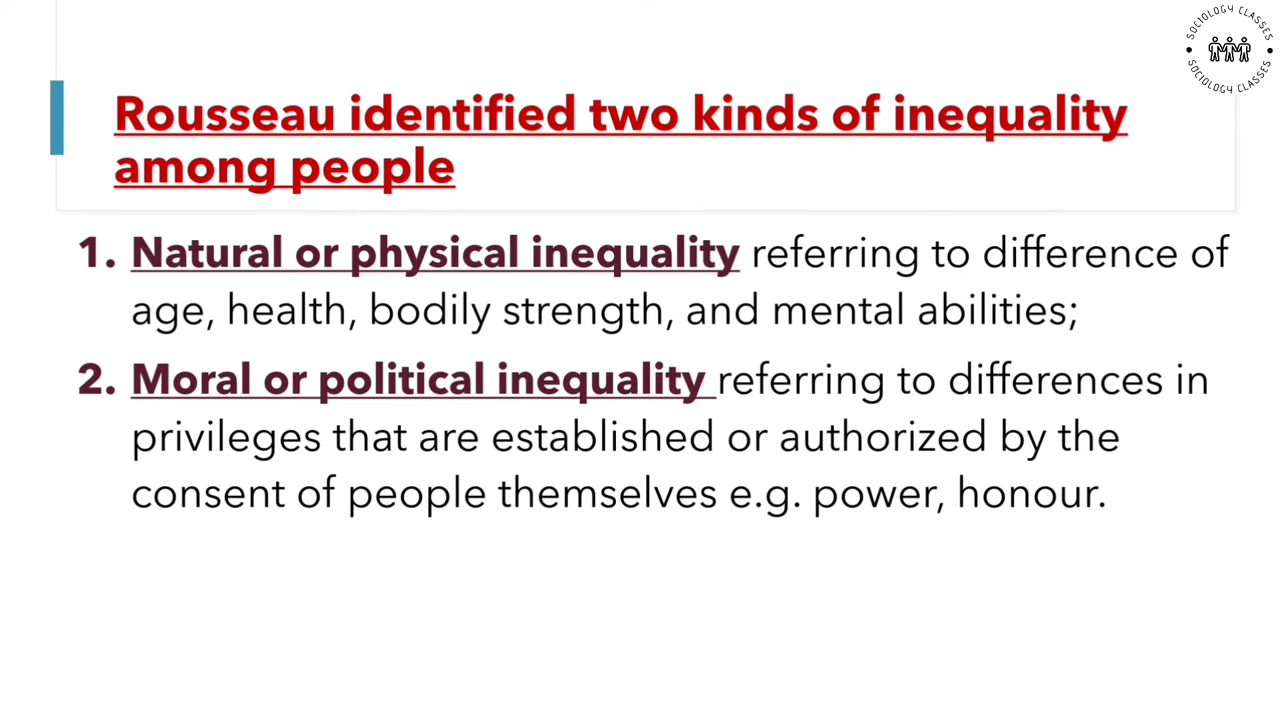 SOCIOLOGY CLASSES
SOCIOLOGY CLASSES
Rousseau identified two kinds of inequality
among people
1. Natural or physical inequality referring to difference of
age, health, bodily strength, and mental abilities;
2. Moral or political inequality referring to differences in
privileges that are established or authorized by the
consent of people themselves e.g. power, honour.